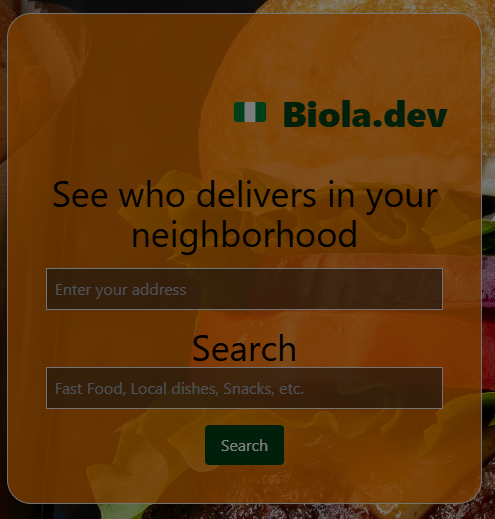 Biola.dev
See who delivers in your
neighborhood
Enter your address
Search
Fast Food, Local dishes, Snacks, etc.
Search